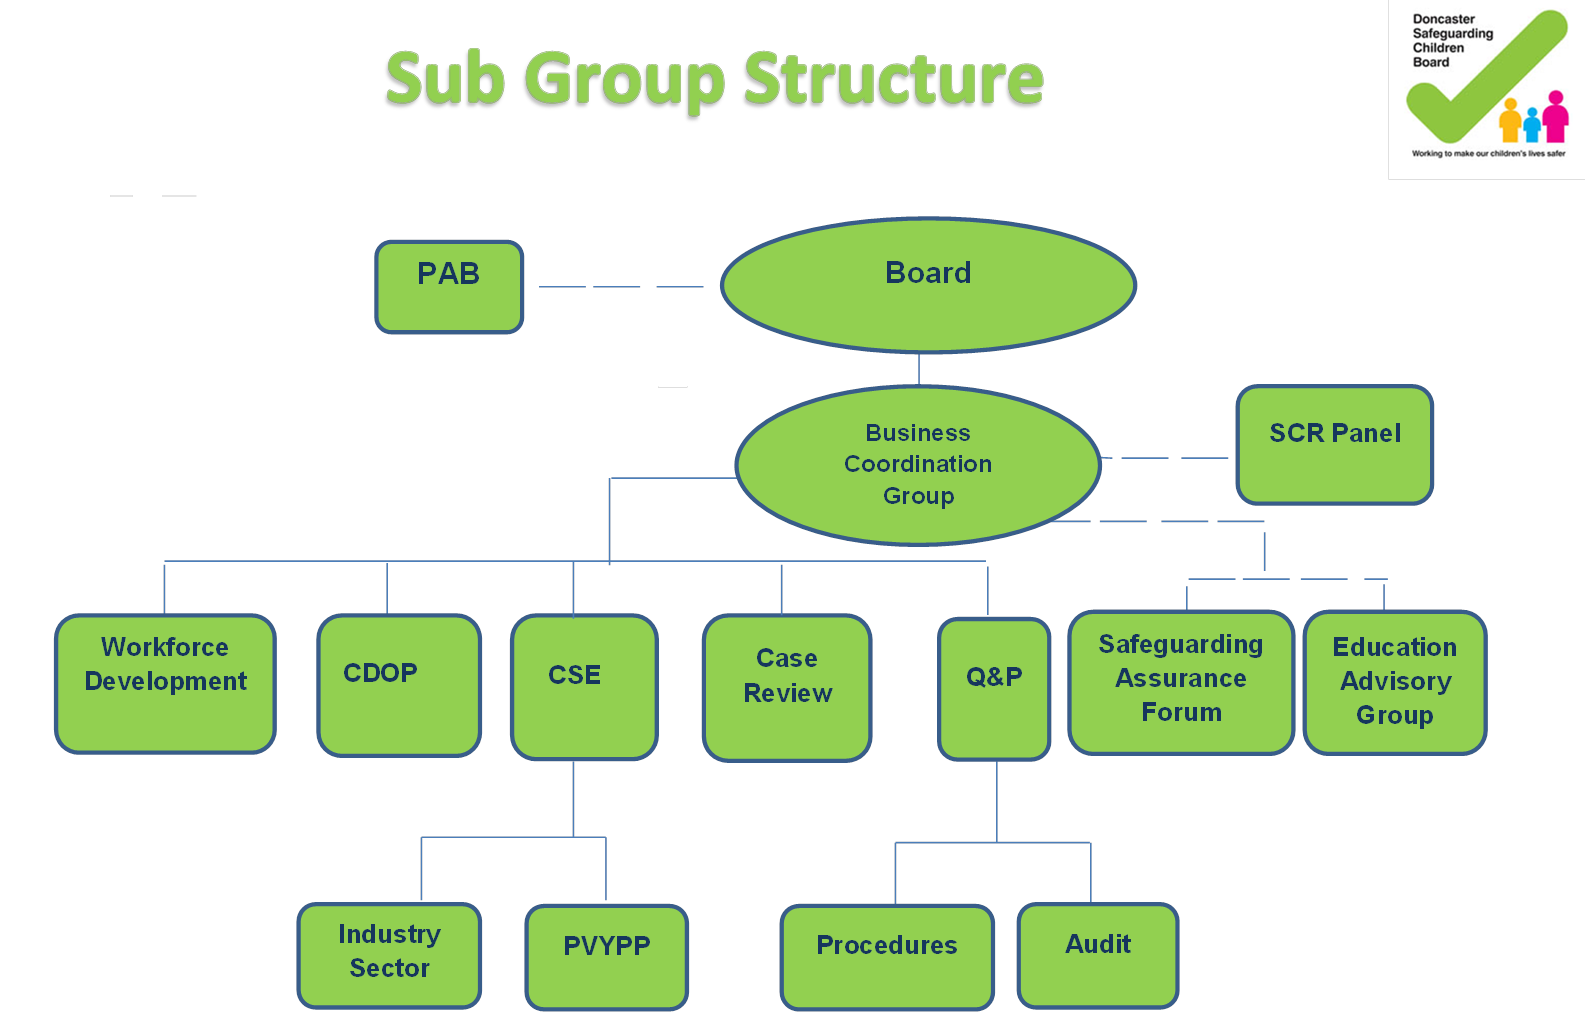 Sub Group Structure
Doncaster
Safeguarding
Children
Board
Working to make our children's lives safer
PAB
Board
Business
Coordination
Group
SCR Panel
Workforce
Development
CDOP
CSE
Case
Review
Q&P
Safeguarding
Assurance
Forum
Education
Advisory
Group
Industry
Sector
PVYPP
Procedures
Audit